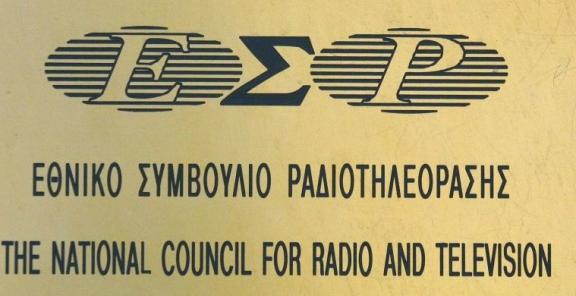 ΕΣΡ
ΕΘΝΙΚΟ ΣΥΜΒΟΥΛΙΟ ΡΑΔΙΟΤΗΛΕΟΡΑΣΗΣ
THE NATIONAL COUNCIL FOR RADIO AND TELEVISION